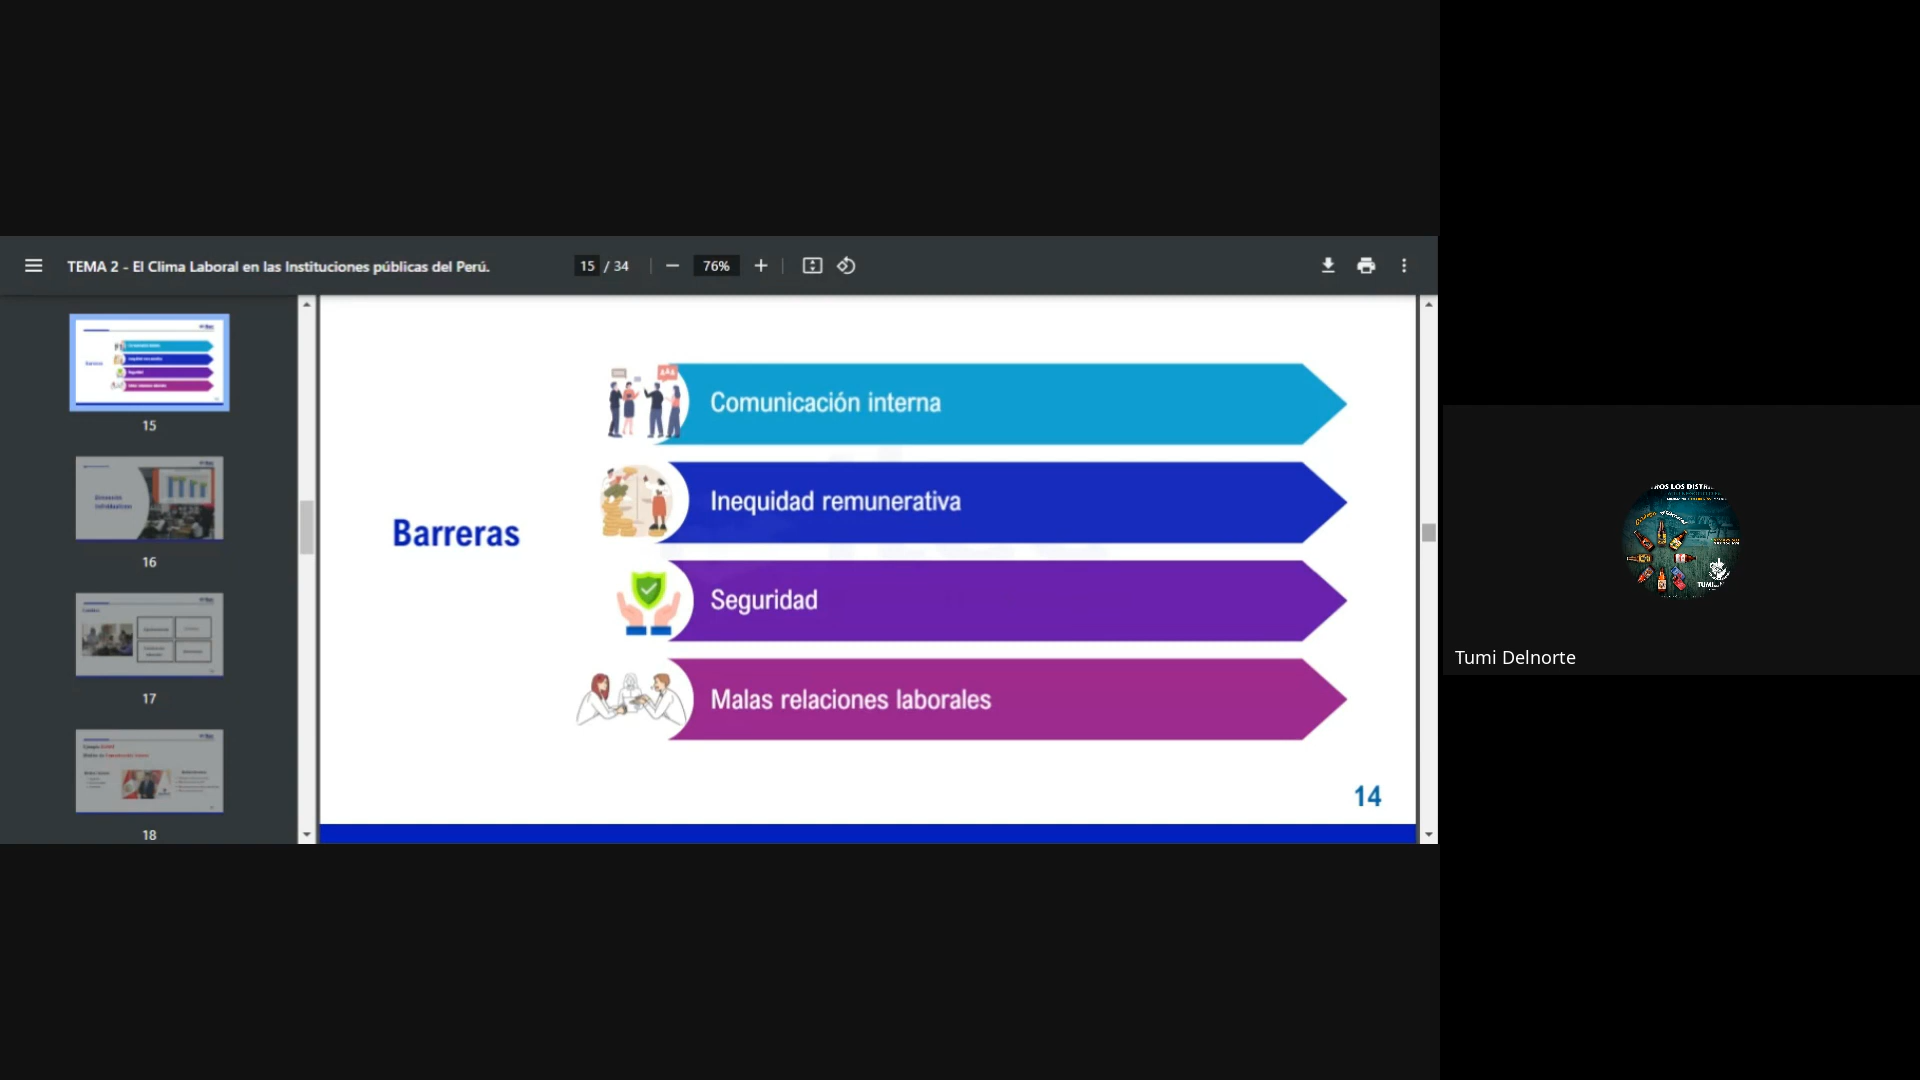 TEMA 2 - El Clima Laboral en las Instituciones públicas del Perú.
15 / 34
76%
15
16
17
18
Barreras
Comunicación interna
Inequidad remunerativa
Seguridad
Malas relaciones laborales
14
Tumi Delnorte